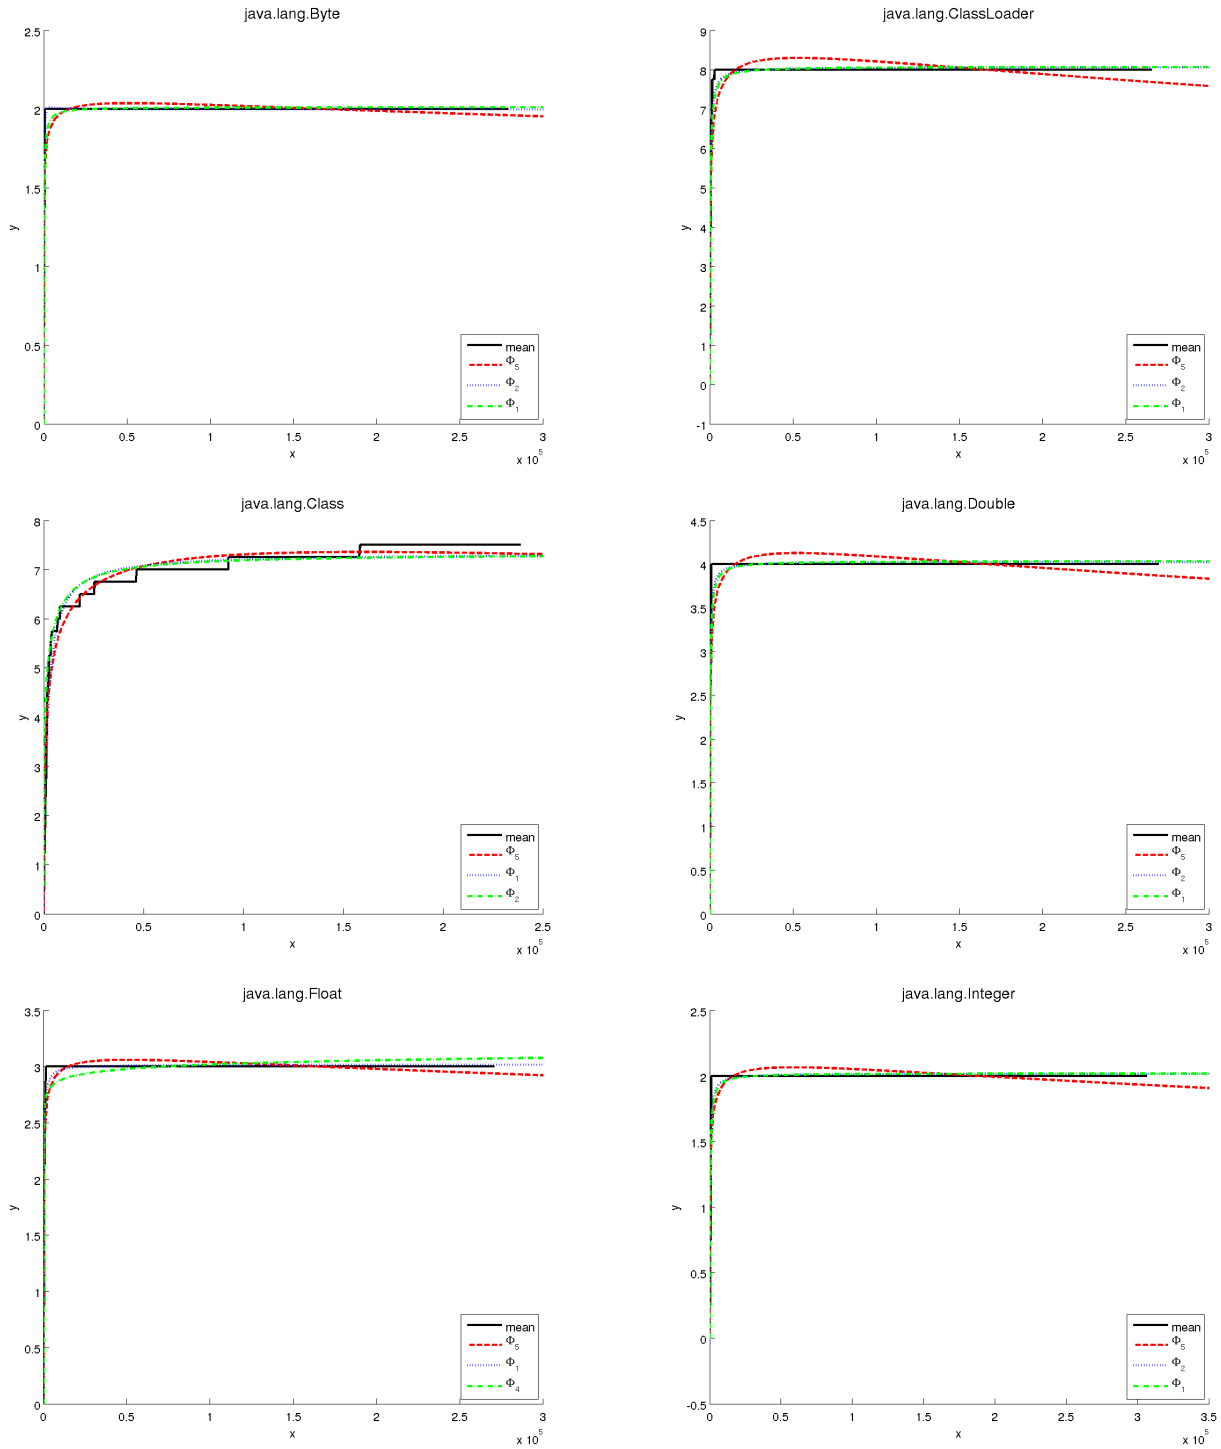 java.lang.Byte
2.5
2
1.5
1
0.5
0
y
mean
Φ5
Φ2
Φ1
0 0.5 1 1.5 2 2.5 3
x
x 10^5
java.lang.ClassLoader
9
8
7
6
5
4
3
2
1
0
-1
y
mean
Φ5
Φ2
Φ1
0 0.5 1 1.5 2 2.5 3
x
x 10^5
java.lang.Class
8
7
6
5
4
3
2
1
0
y
mean
Φ5
Φ1
Φ2
0 0.5 1 1.5 2 2.5
x
x 10^5
java.lang.Double
4.5
4
3.5
3
2.5
2
1.5
1
0.5
0
y
mean
Φ5
Φ2
Φ1
0 0.5 1 1.5 2 2.5 3
x
x 10^5
java.lang.Float
3.5
3
2.5
2
1.5
1
0.5
0
y
mean
Φ5
Φ1
Φ4
0 0.5 1 1.5 2 2.5 3
x
x 10^5
java.lang.Integer
2.5
2
1.5
1
0.5
0
-0.5
y
mean
Φ5
Φ2
Φ1
0 0.5 1 1.5 2 2.5 3 3.5
x
x 10^5